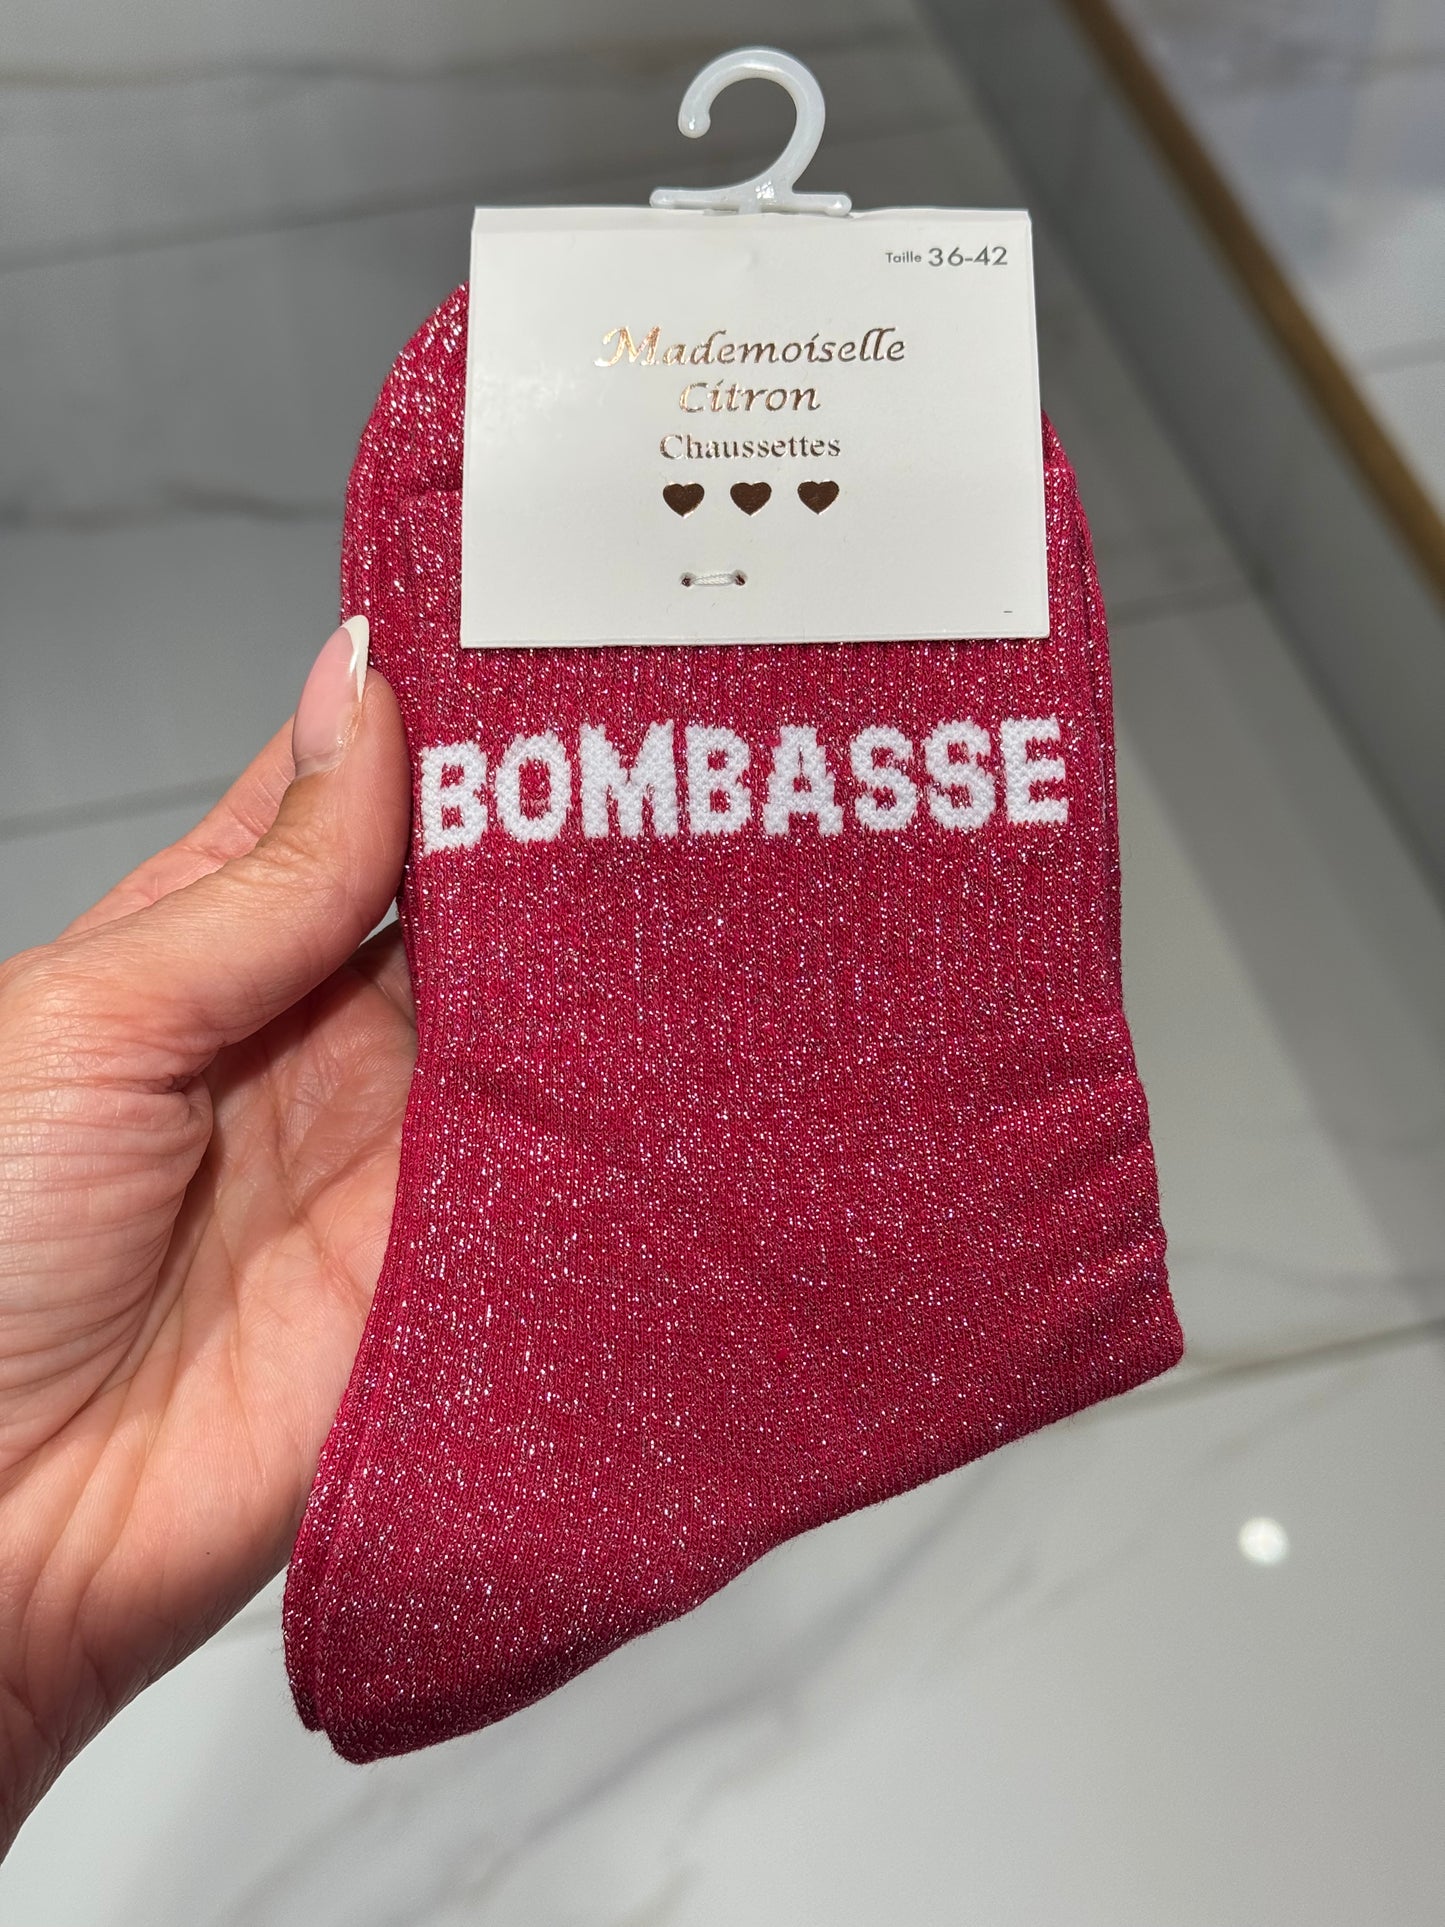 Taille 36-42
Mademoiselle
Citron
Chaussettes
BOMBASSE